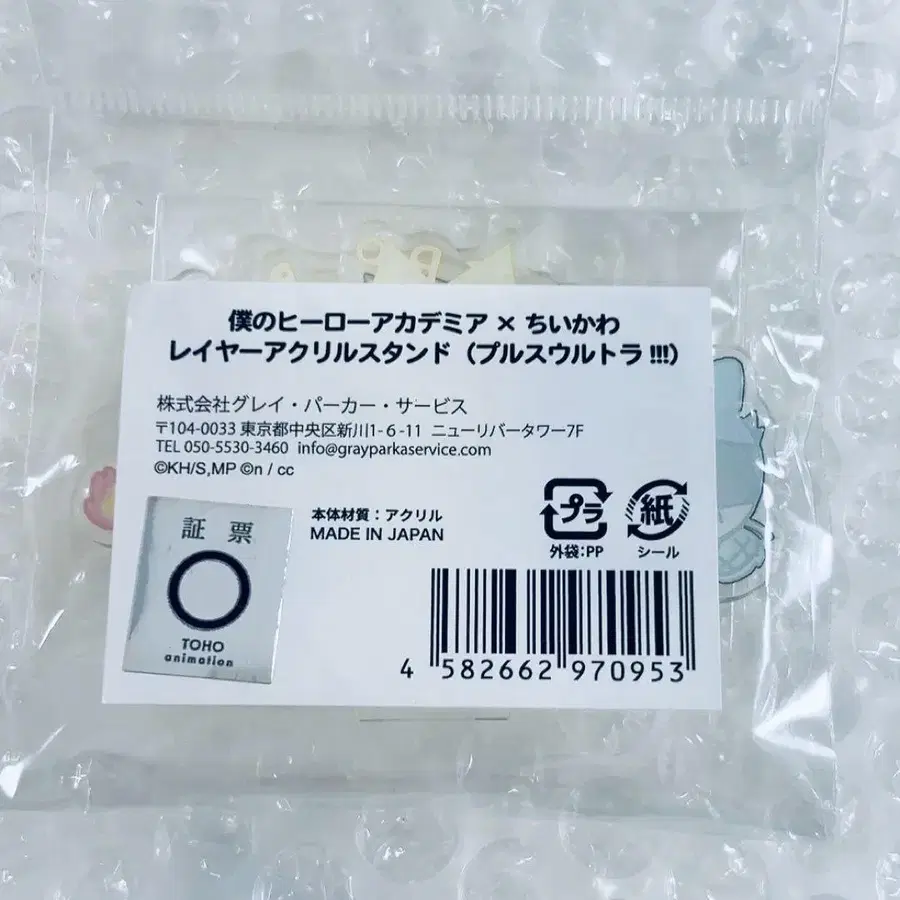 僕のヒーローアカデミア × ちいかわ
レイヤーアクリルスタンド（プルスウルトラ !!!）
株式会社グレイ・パーカー・サービス
〒104-0033 東京都中央区新川1-6-11 ニューリバータワー7F
TEL 050-5530-3460 info@grayparkaservice.com
©KH/S,MP ©n / cc
証 票
TOHO
animation
本体材質：アクリル
MADE IN JAPAN
プラ
外袋:PP
紙
シール
4 582662 970953